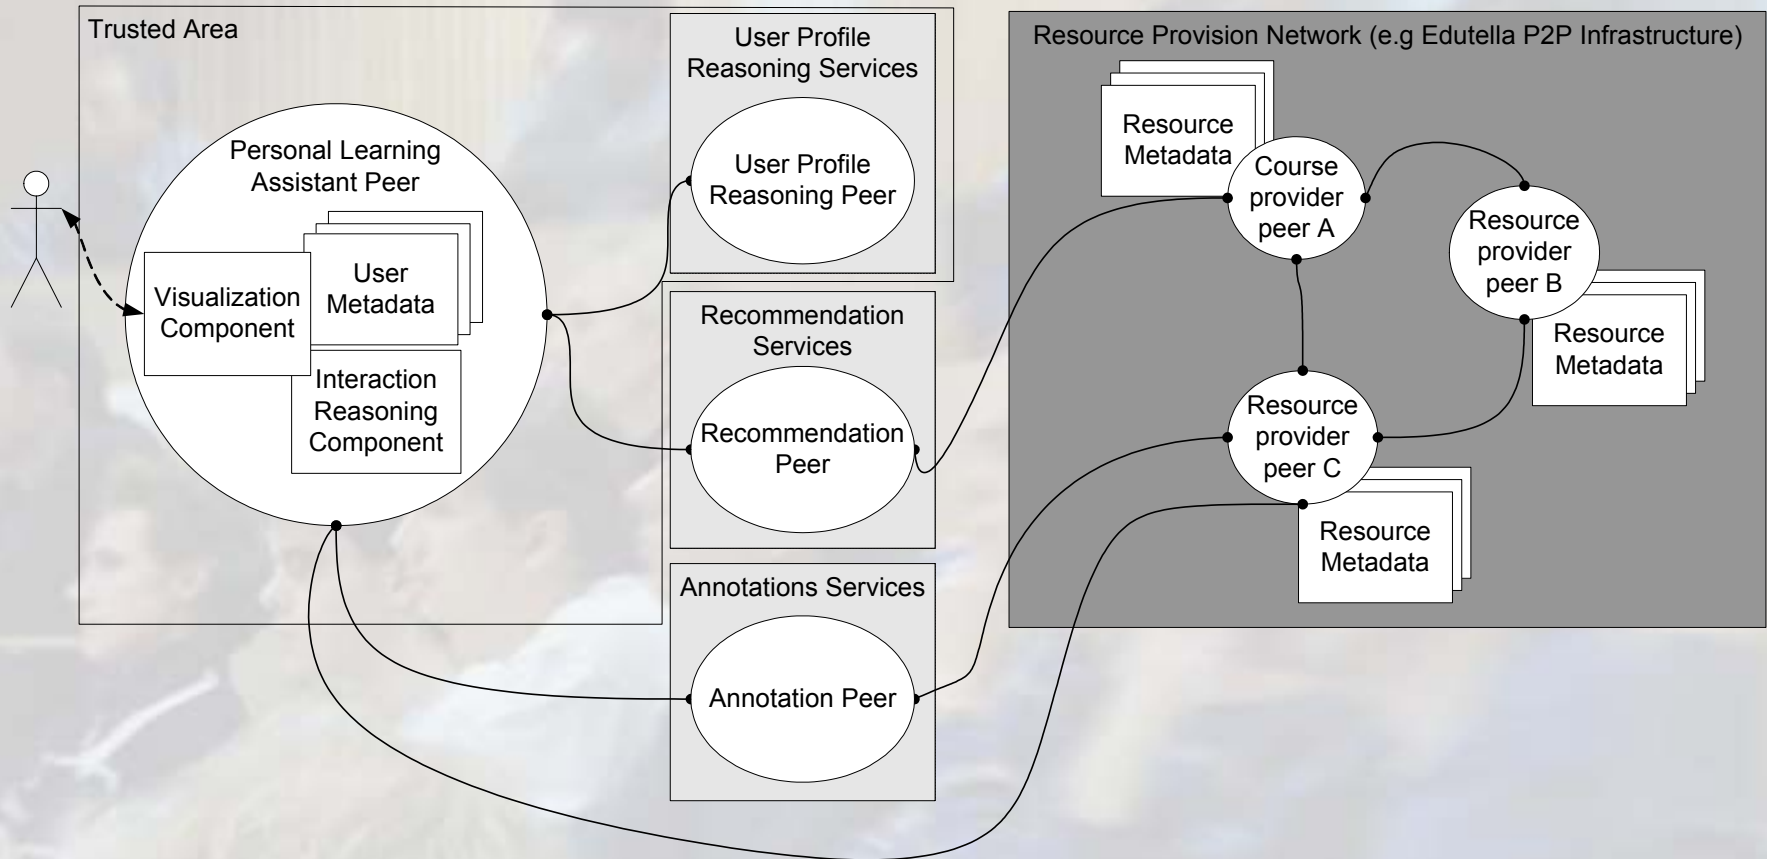 Trusted Area
Personal Learning
Assistant Peer
User
Metadata
Visualization
Component
Interaction
Reasoning
Component
User Profile
Reasoning Services
User Profile
Reasoning Peer
Recommendation
Services
Recommendation
Peer
Annotations Services
Annotation Peer
Resource Provision Network (e.g Edutella P2P Infrastructure)
Resource
Metadata
Course
provider
peer A
Resource
provider
peer B
Resource
Metadata
Resource
provider
peer C
Resource
Metadata